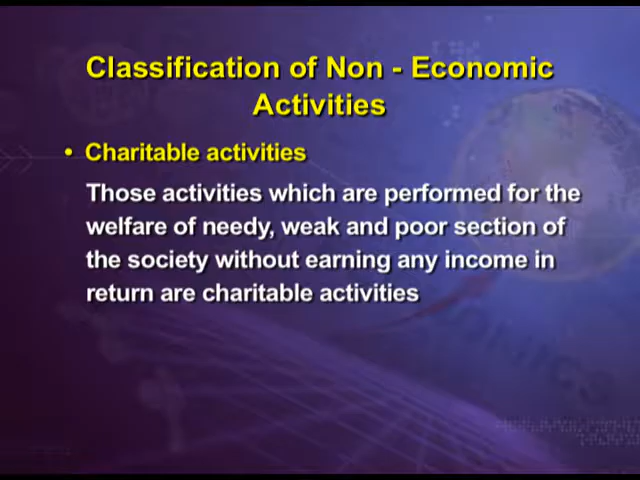 Classification of Non - Economic
Activities
• Charitable activities
Those activities which are performed for the
welfare of needy, weak and poor section of
the society without earning any income in
return are charitable activities